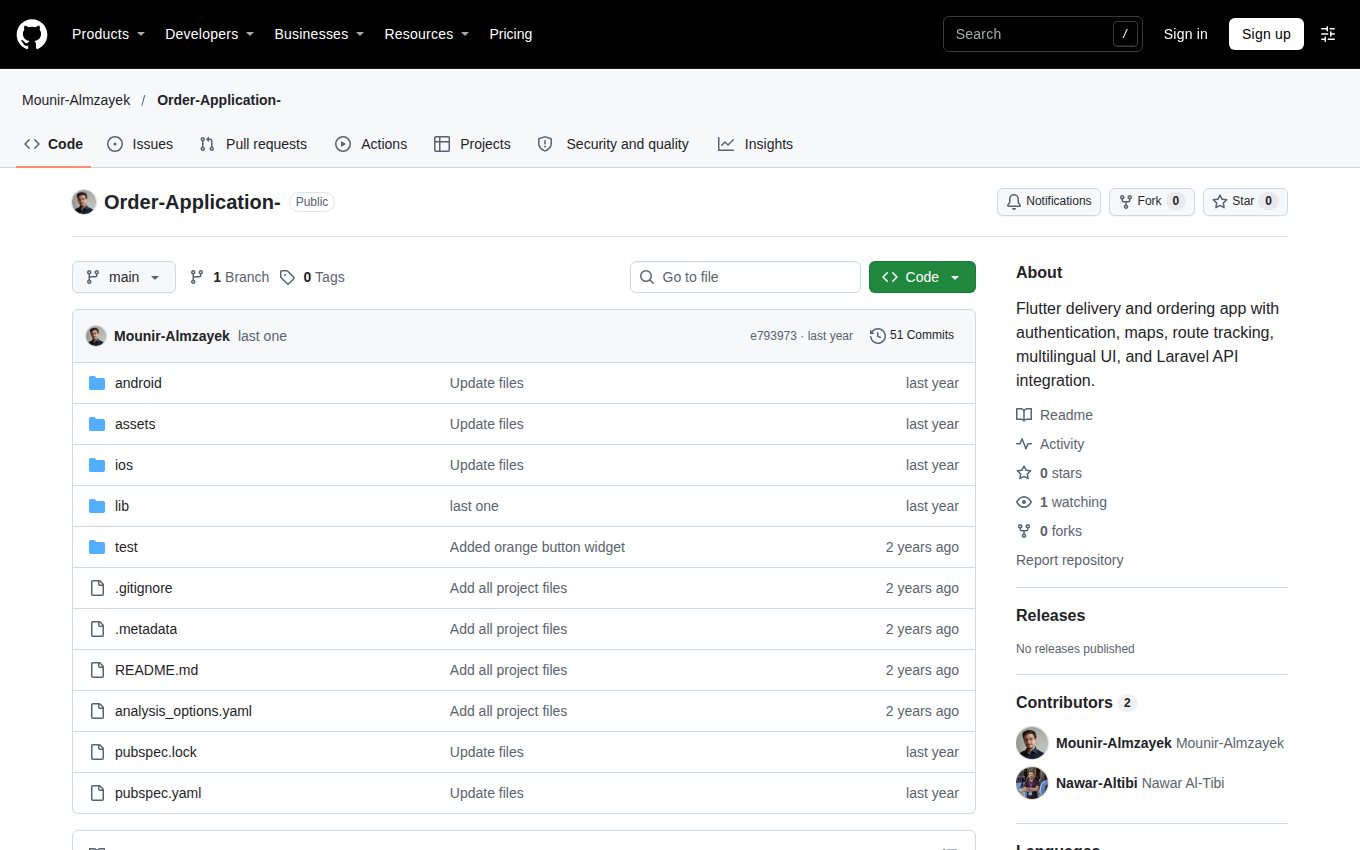 Products Developers Businesses Resources Pricing Search / Sign in Sign up
Mounir-Almzayek / Order-Application-
Code Issues Pull requests Actions Projects Security and quality Insights
Order-Application- Public Notifications Fork 0 Star 0
main 1 Branch 0 Tags Go to file Code
Mounir-Almzayek last one e793973 · last year 51 Commits
android Update files last year
assets Update files last year
ios Update files last year
lib last one last year
test Added orange button widget 2 years ago
.gitignore Add all project files 2 years ago
.metadata Add all project files 2 years ago
README.md Add all project files 2 years ago
analysis_options.yaml Add all project files 2 years ago
pubspec.lock Update files last year
pubspec.yaml Update files last year
About
Flutter delivery and ordering app with
authentication, maps, route tracking,
multilingual UI, and Laravel API
integration.
Readme
Activity
0 stars
1 watching
0 forks
Report repository
Releases
No releases published
Contributors 2
Mounir-Almzayek Mounir-Almzayek
Nawar-Altibi Nawar Al-Tibi